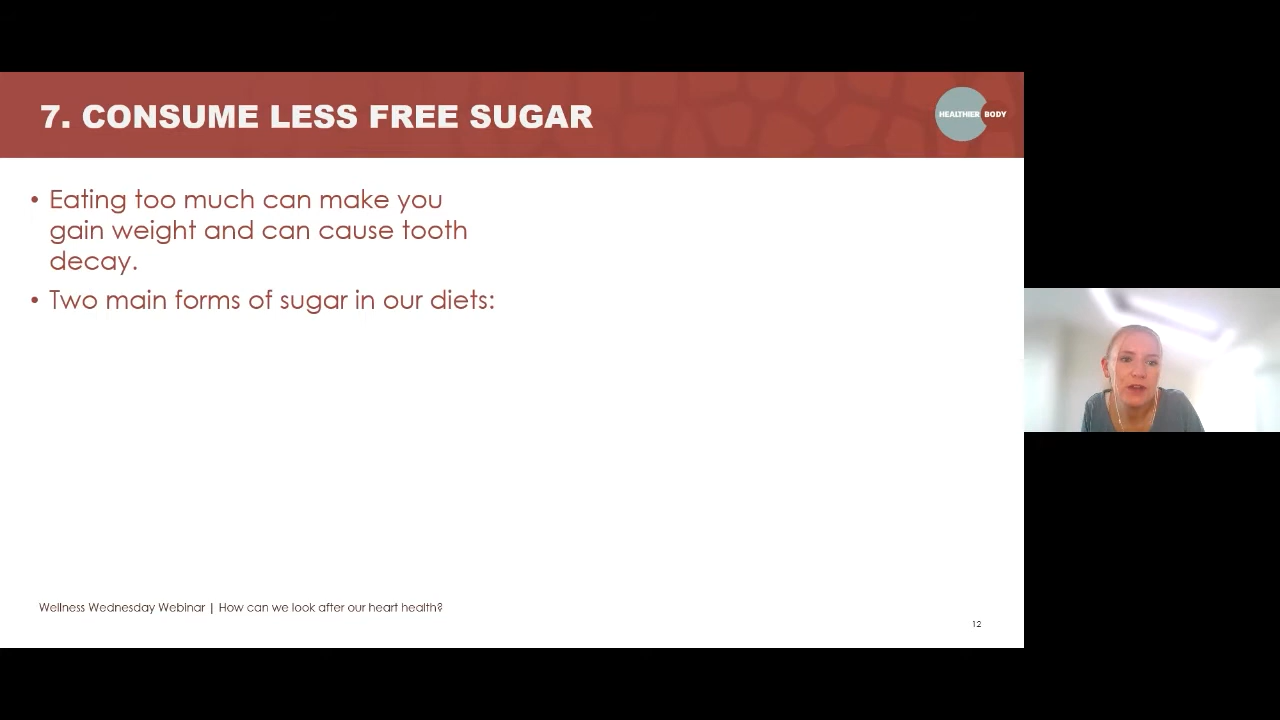 7. CONSUME LESS FREE SUGAR
HEALTHIER BODY
• Eating too much can make you
gain weight and can cause tooth
decay.
• Two main forms of sugar in our diets:
Wellness Wednesday Webinar | How can we look after our heart health?
12